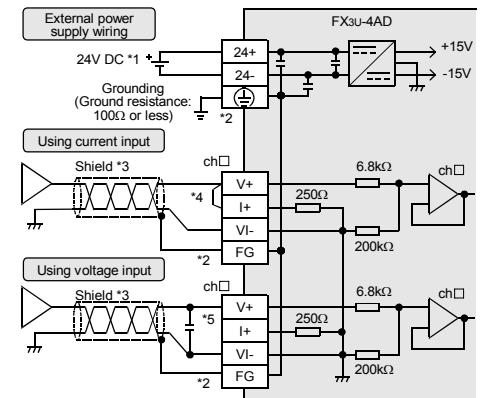 External power
supply wiring
FX3U-4AD
24V DC *1
+
24+
24-
+15V
-15V
Grounding
(Ground resistance:
100Ω or less)
*2
Using current input
Shield *3
ch□
*4
V+
I+
VI-
FG
*2
250Ω
6.8kΩ
200kΩ
ch□
Using voltage input
Shield *3
ch□
*5
V+
I+
VI-
FG
*2
250Ω
6.8kΩ
200kΩ
ch□